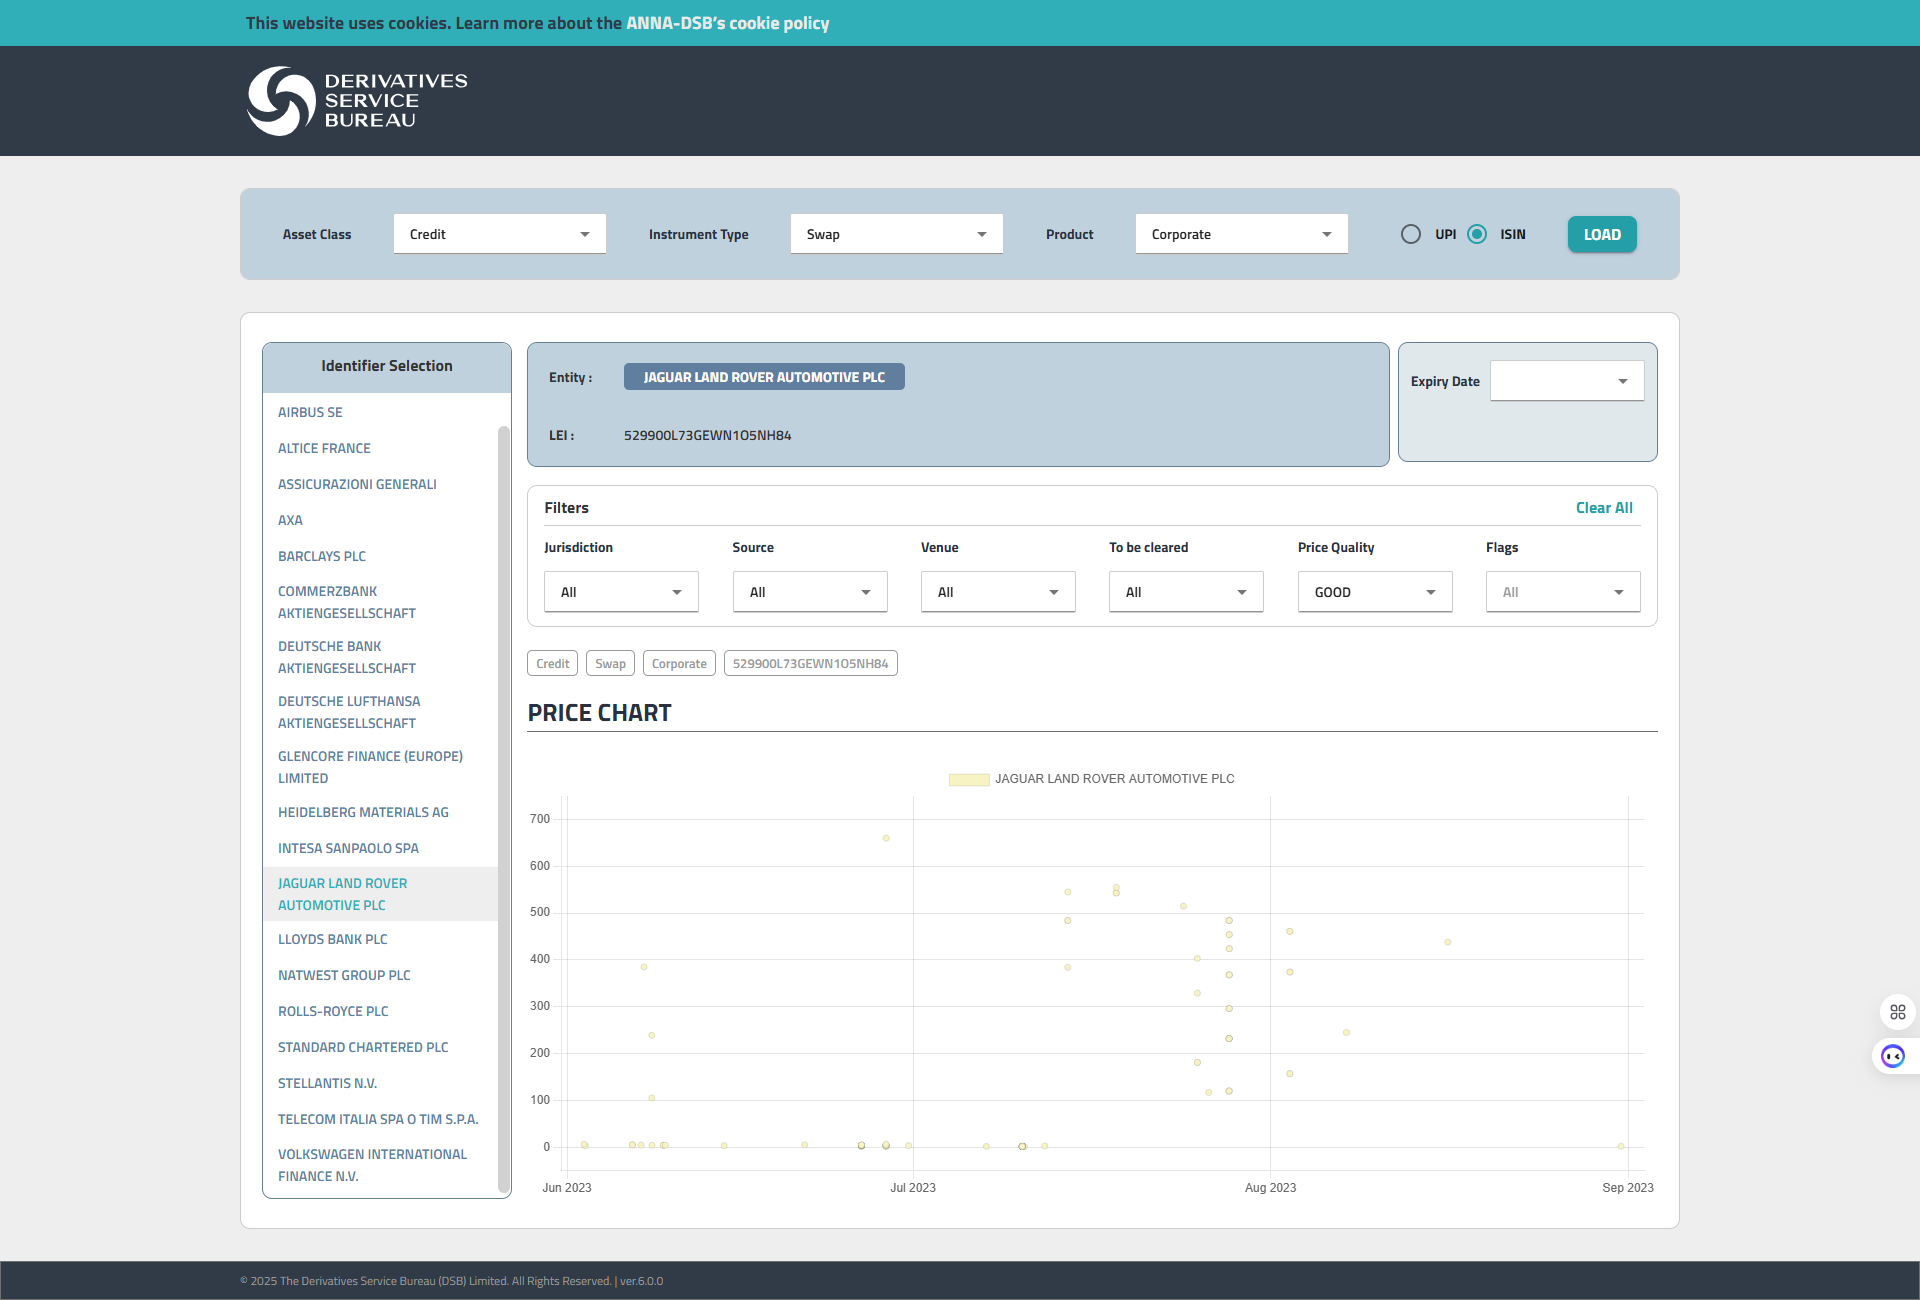 This website uses cookies. Learn more about the ANNA-DSB's cookie policy
DERIVATIVES
SERVICE
BUREAU
Asset Class
Credit
Instrument Type
Swap
Product
Corporate
UPI
ISIN
LOAD
Identifier Selection
AIRBUS SE
ALTICE FRANCE
ASSICURAZIONI GENERALI
AXA
BARCLAYS PLC
COMMERZBANK
AKTIENGESELLSCHAFT
DEUTSCHE BANK
AKTIENGESELLSCHAFT
DEUTSCHE LUFTHANSA
AKTIENGESELLSCHAFT
GLENCORE FINANCE (EUROPE)
LIMITED
HEIDELBERG MATERIALS AG
INTESA SANPAOLO SPA
JAGUAR LAND ROVER
AUTOMOTIVE PLC
LLOYDS BANK PLC
NATWEST GROUP PLC
ROLLS-ROYCE PLC
STANDARD CHARTERED PLC
STELLANTIS N.V.
TELECOM ITALIA SPA O TIM S.P.A.
VOLKSWAGEN INTERNATIONAL
FINANCE N.V.
Entity :
JAGUAR LAND ROVER AUTOMOTIVE PLC
LEI :
529900L73GEWN1O5NH84
Expiry Date
Filters
Clear All
Jurisdiction
Source
Venue
To be cleared
Price Quality
Flags
All
All
All
All
GOOD
All
Credit
Swap
Corporate
529900L73GEWN1O5NH84
PRICE CHART
JAGUAR LAND ROVER AUTOMOTIVE PLC
700
600
500
400
300
200
100
0
Jun 2023
Jul 2023
Aug 2023
Sep 2023
© 2025 The Derivatives Service Bureau (DSB) Limited. All Rights Reserved. | ver.6.0.0